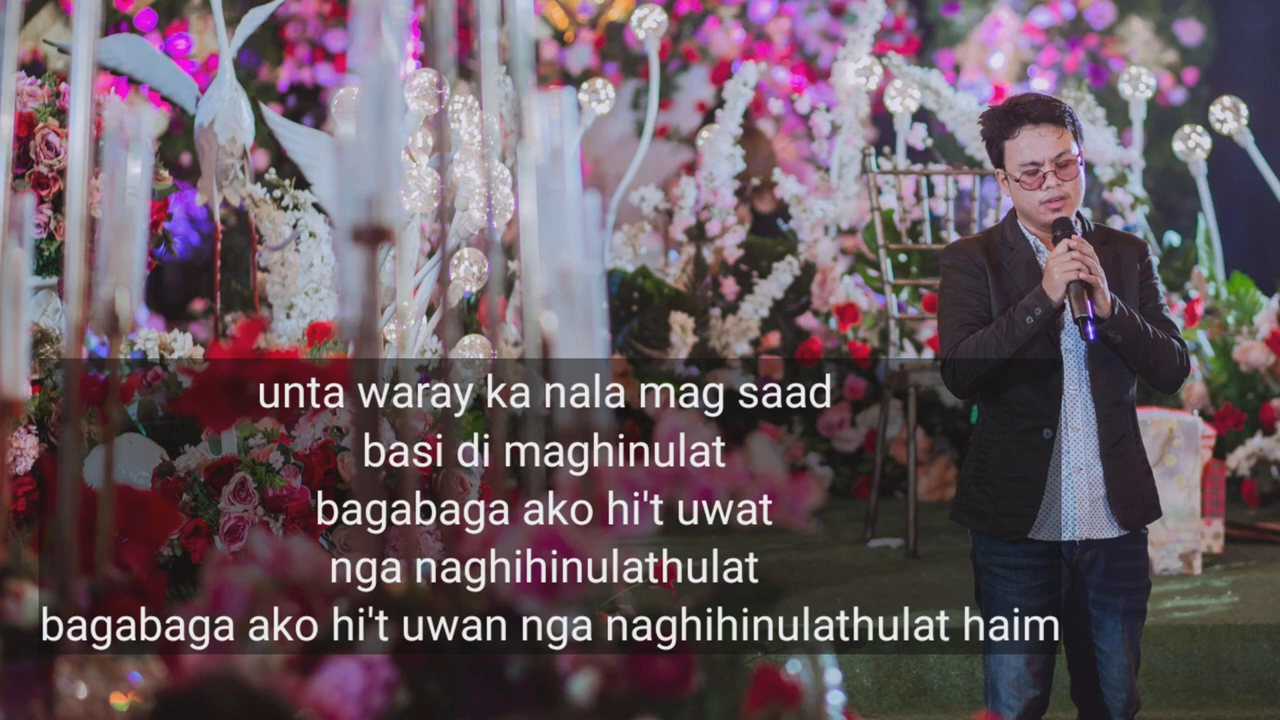 unta waray ka nala mag saad
basi di maghinulat
bagabaga ako hi't uwat
nga naghihinulathulat
bagabaga ako hi't uwan nga naghihinulathulat haim